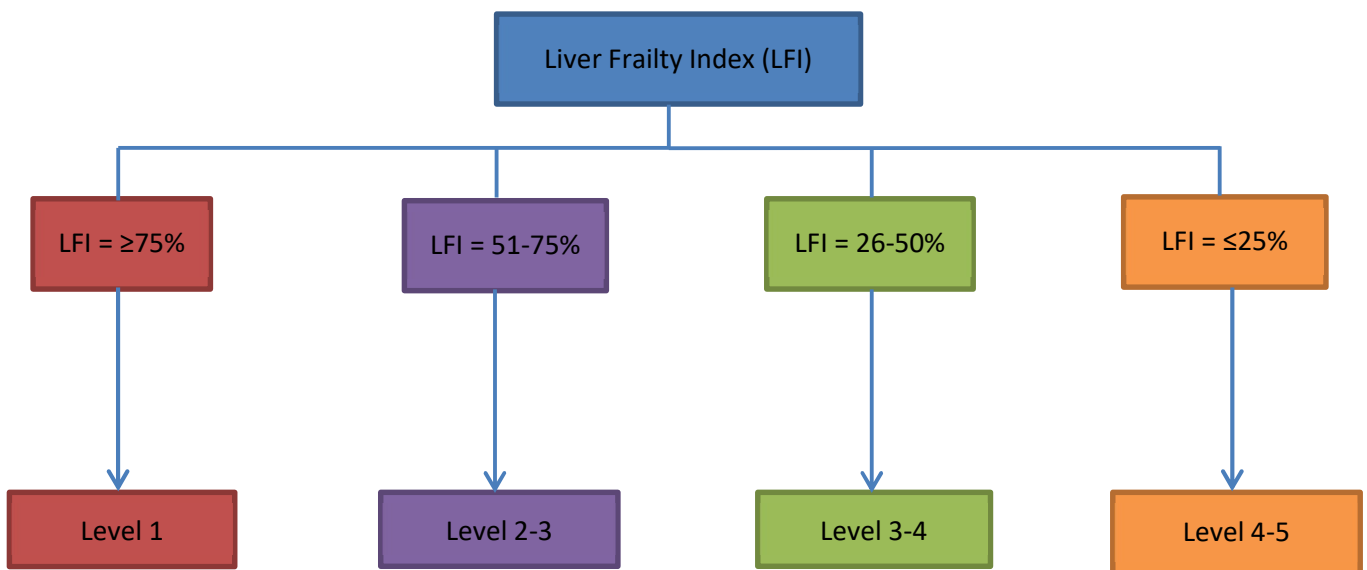 Liver Frailty Index (LFI)
LFI = ≥75%
LFI = 51-75%
LFI = 26-50%
LFI = ≤25%
Level 1
Level 2-3
Level 3-4
Level 4-5